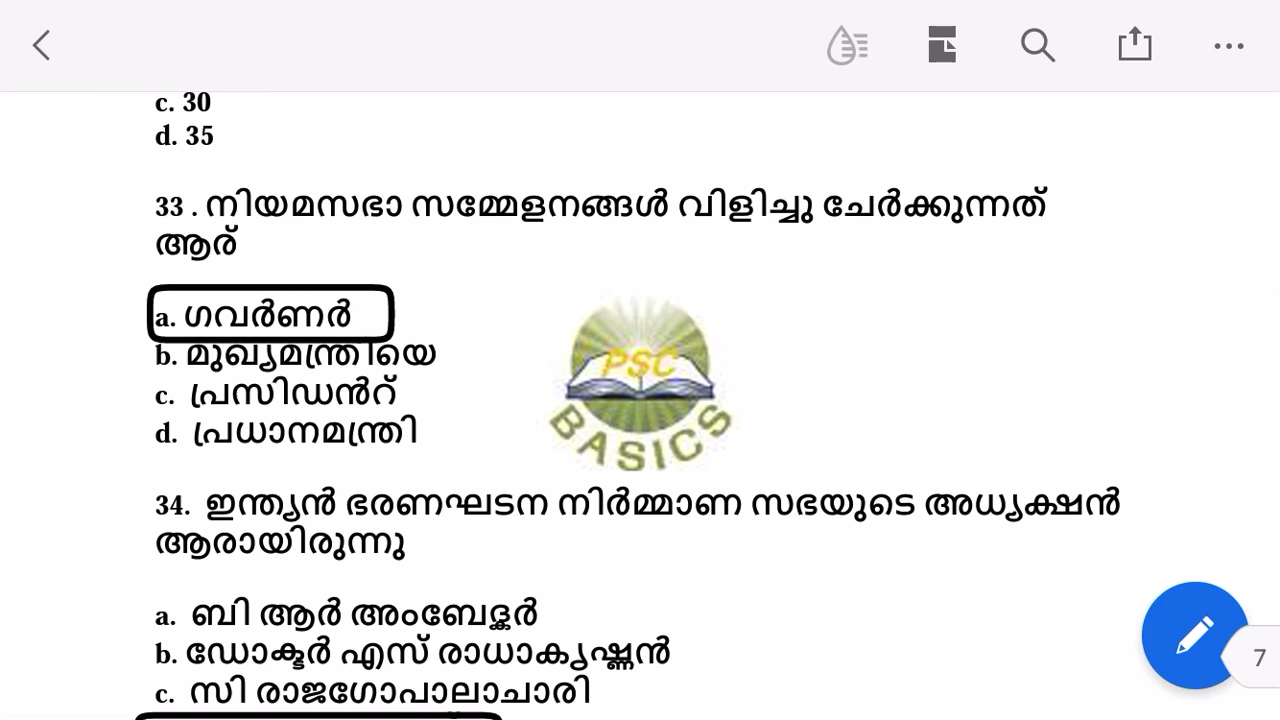 c. 30
d. 35
33 . നിയമസഭാ സമ്മേളനങ്ങൾ വിളിച്ചു ചേർക്കുന്നത്
ആര്
a. ഗവർണർ
b. മുഖ്യമന്ത്രിയെ
c. പ്രസിഡൻറ്
d. പ്രധാനമന്ത്രി
PSC
BASICS
34. ഇന്ത്യൻ ഭരണഘടന നിർമ്മാണ സഭയുടെ അധ്യക്ഷൻ
ആരായിരുന്നു
a. ബി ആർ അംബേദ്കർ
b. ഡോക്ടർ എസ് രാധാകൃഷ്ണൻ
c. സി രാജഗോപാലാചാരി
7